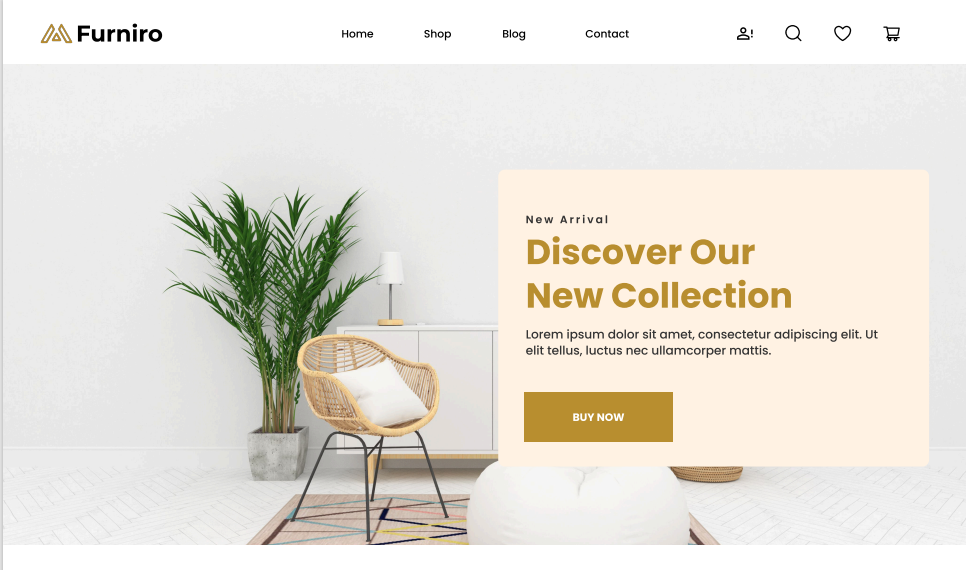 Furniro
Home
Shop
Blog
Contact
New Arrival
Discover Our
New Collection
Lorem ipsum dolor sit amet, consectetur adipiscing elit. Ut
elit tellus, luctus nec ullamcorper mattis.
BUY NOW